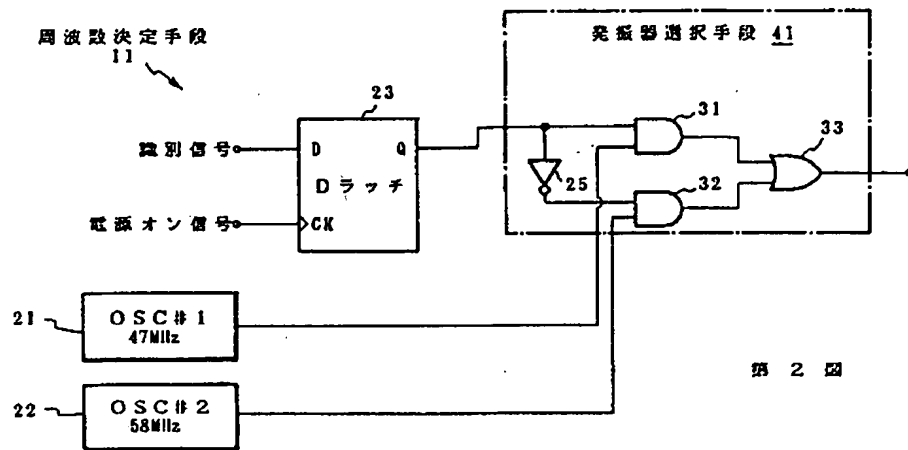 周波数決定手段
11
発振器選択手段 41
23
31
33
識別信号
D
Q
Dラッチ
25
32
電源オン信号
CK
21
OSC#1
47MHz
22
OSC#2
58MHz
第2図